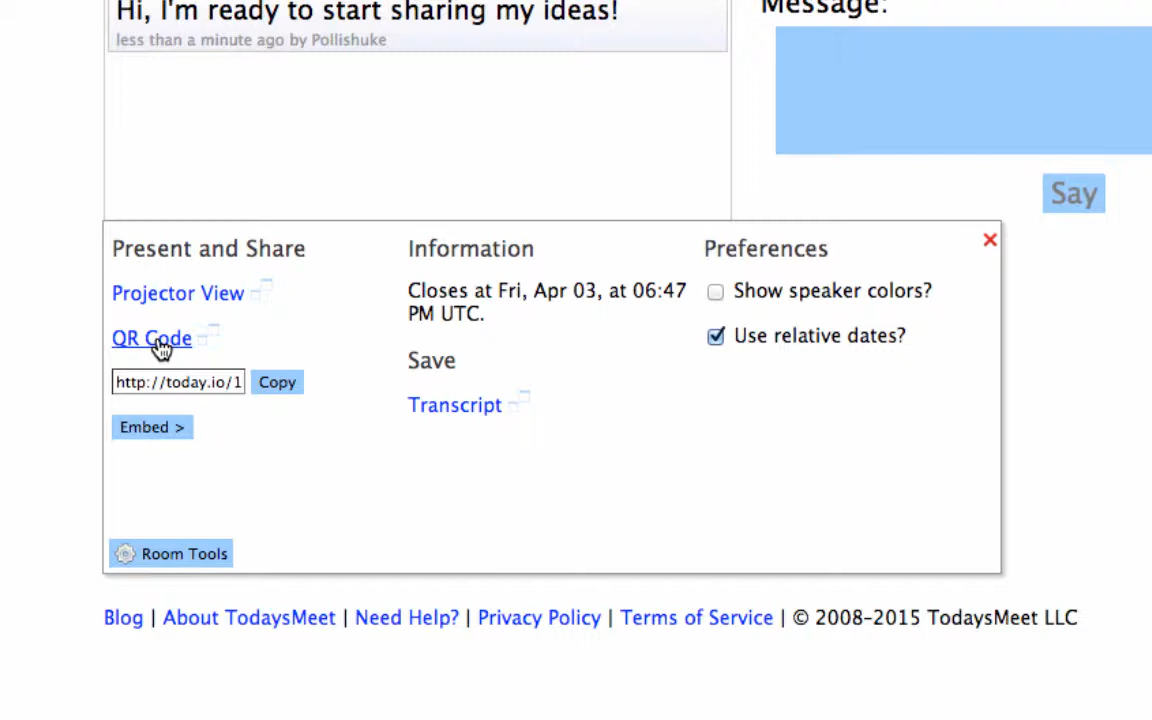 Hi, I'm ready to start sharing my ideas!
less than a minute ago by Pollishuke
Message:
Say
Present and Share
Projector View
QR Code
http://today.io/1
Copy
Embed >
Room Tools
Information
Closes at Fri, Apr 03, at 06:47
PM UTC.
Save
Transcript
Preferences
Show speaker colors?
Use relative dates?
Blog | About TodaysMeet | Need Help? | Privacy Policy | Terms of Service | © 2008-2015 TodaysMeet LLC